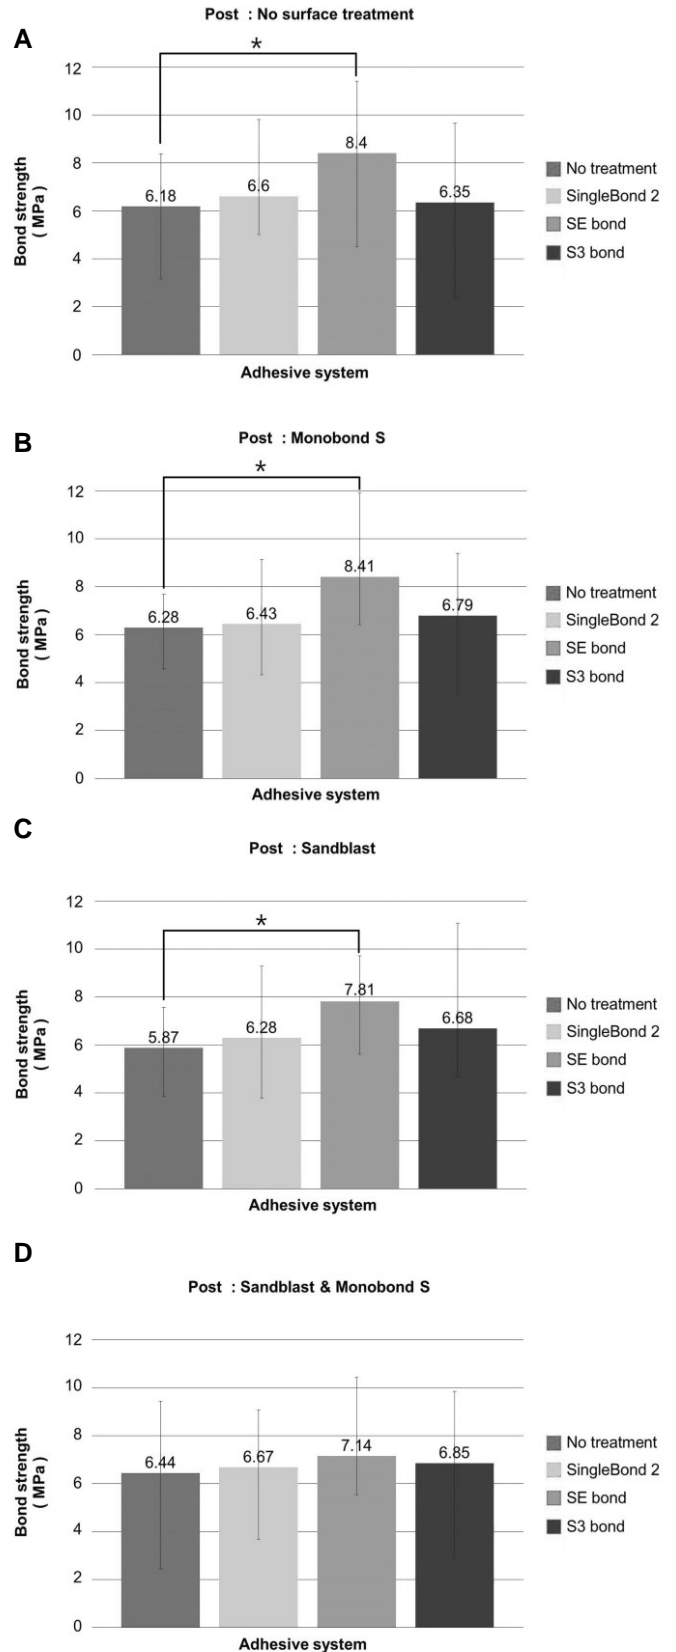 Post : No surface treatment
A
*
12
10
8
6
4
2
0
Bond strength
( MPa)
6.18
6.6
8.4
6.35
No treatment
SingleBond 2
SE bond
S3 bond
Adhesive system
Post : Monobond S
B
*
12
10
8
6
4
2
0
Bond strength
( MPa)
6.28
6.43
8.41
6.79
No treatment
SingleBond 2
SE bond
S3 bond
Adhesive system
C
Post : Sandblast
*
12
10
8
6
4
2
0
Bond strength
( MPa)
5.87
6.28
7.81
6.68
No treatment
SingleBond 2
SE bond
S3 bond
Adhesive system
D
Post : Sandblast & Monobond S
12
10
8
6
4
2
0
Bond strength
( MPa)
6.44
6.67
7.14
6.85
No treatment
SingleBond 2
SE bond
S3 bond
Adhesive system